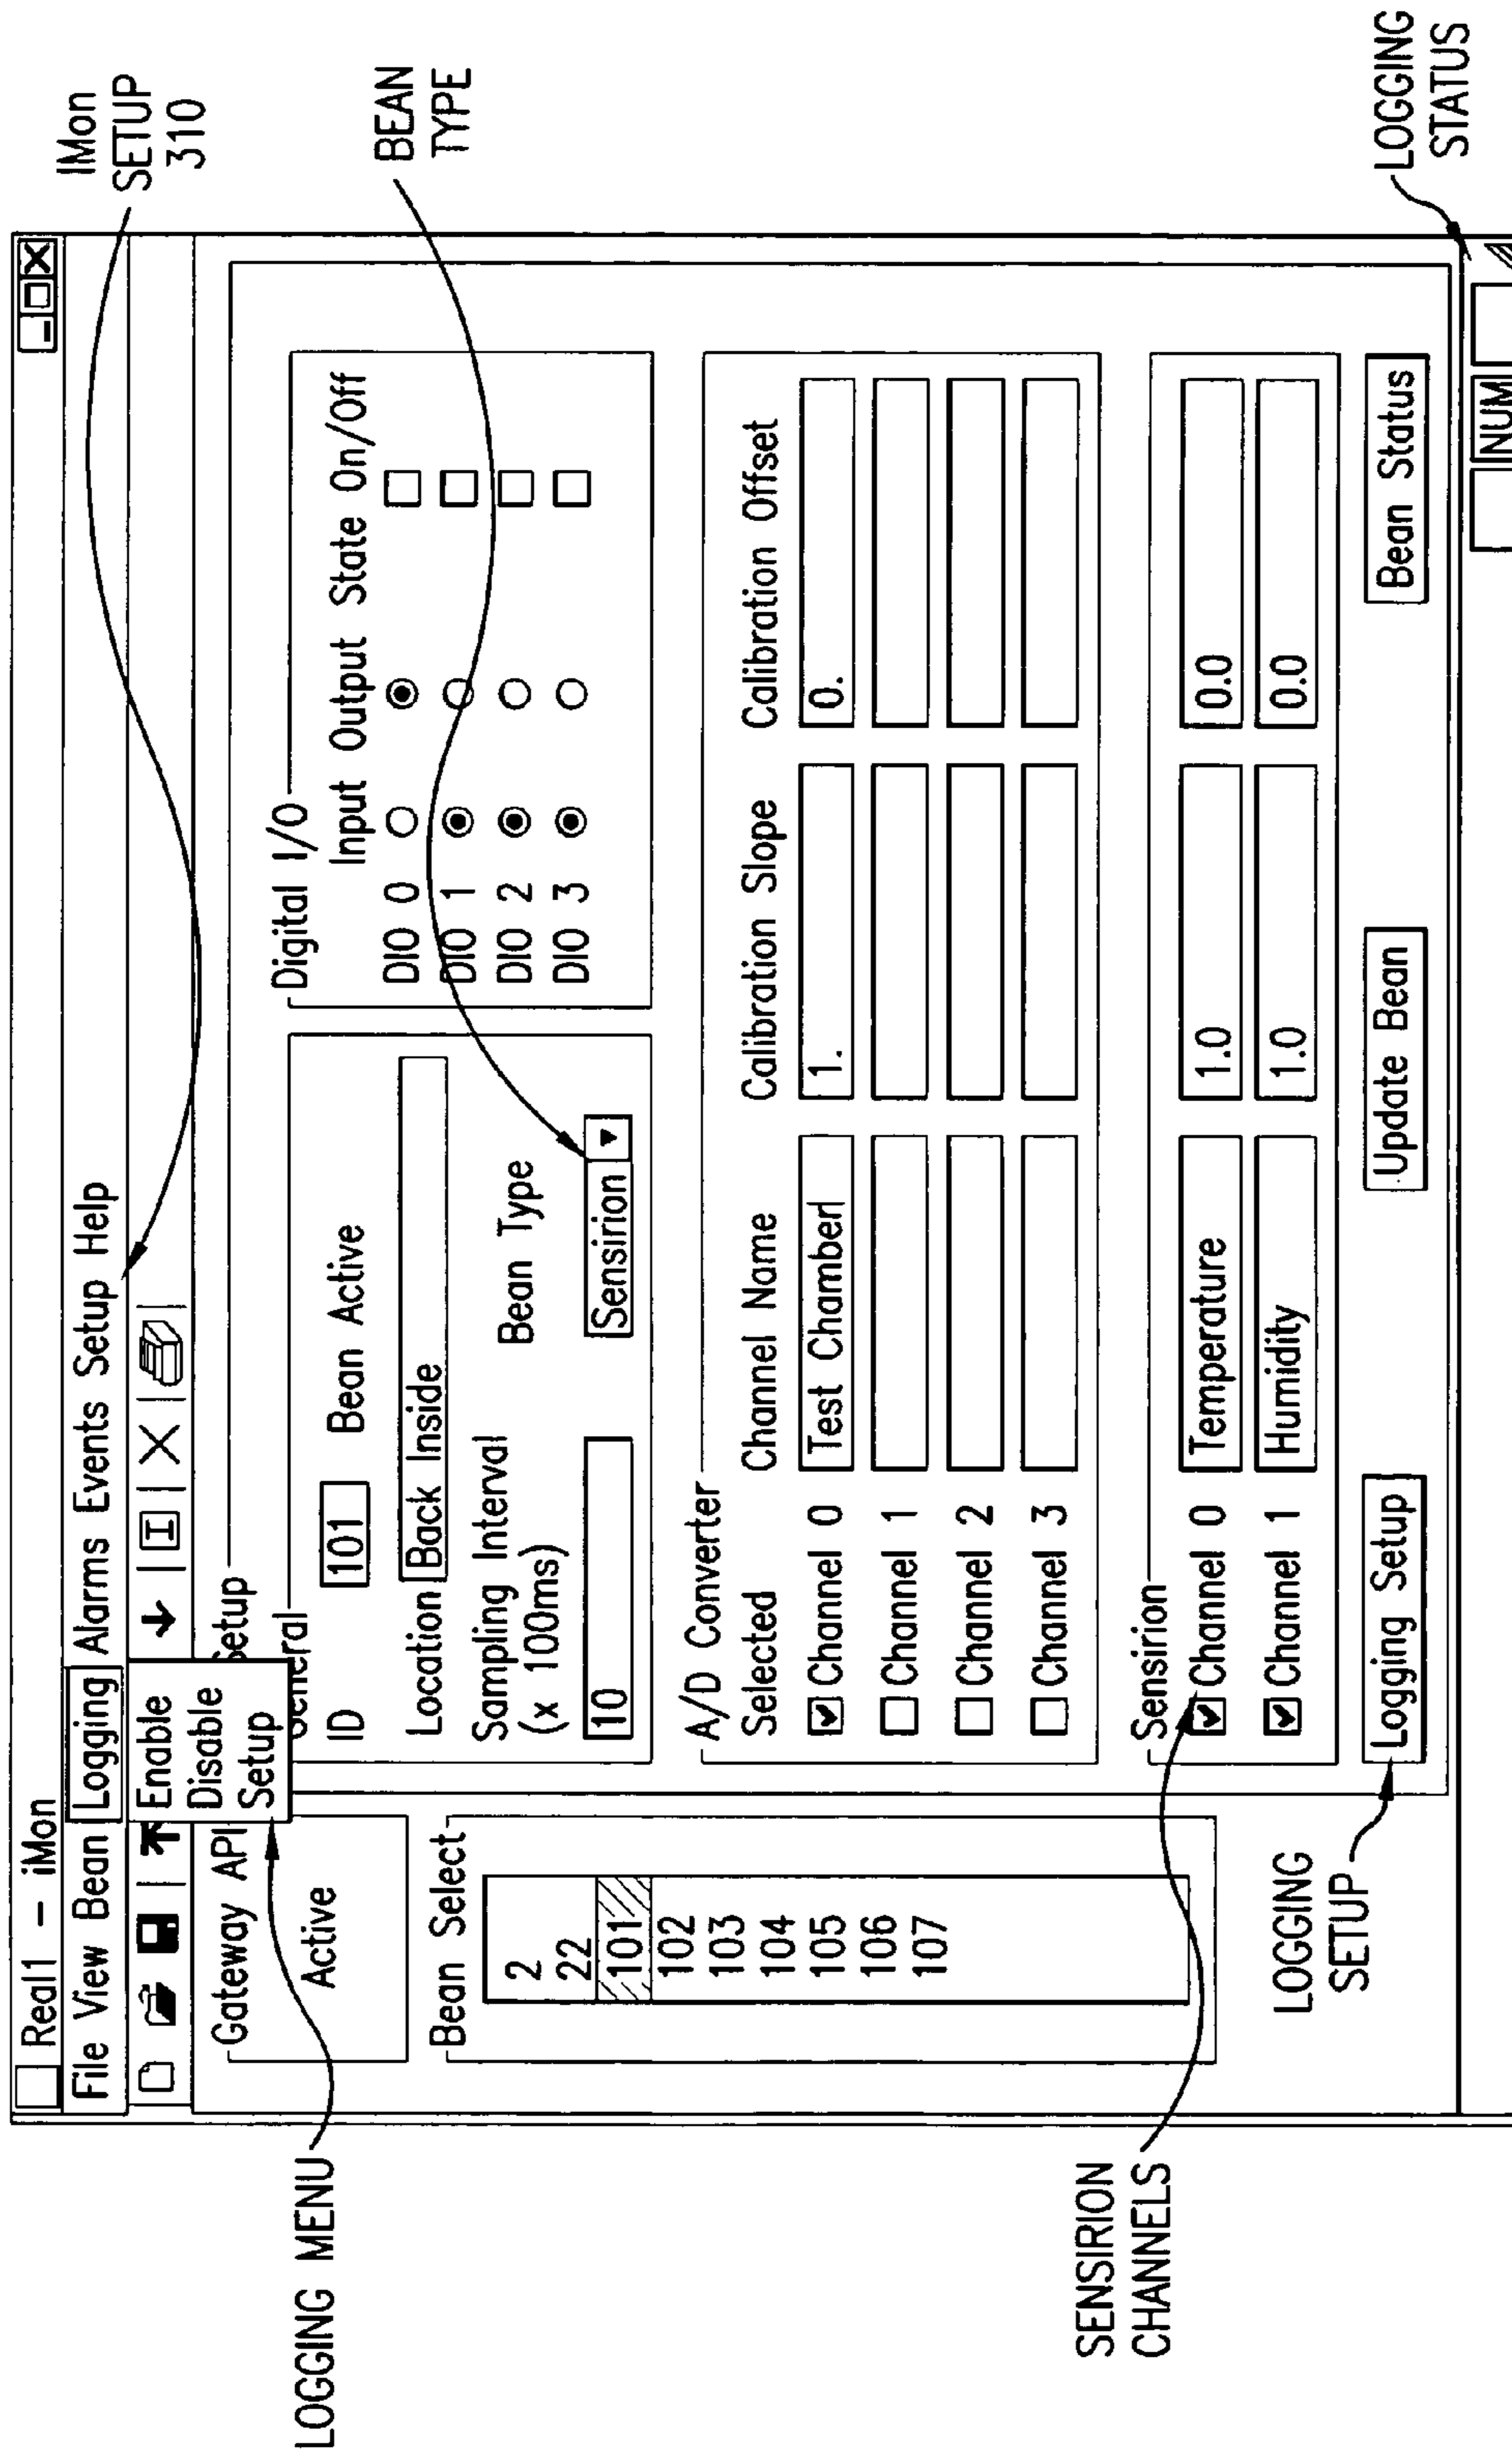 IMon
SETUP
310
Real1 - iMon
File View Bean Logging Alarms Events Setup Help
Enable
Disable
Setup
Gateway API
Active
Setup
General
ID 101 Bean Active
Location Back Inside
Sampling Interval
(x 100ms)
10
Bean Type
Sensirion
Digital I/O
Input Output State On/Off
DIO 0
DIO 1
DIO 2
DIO 3
BEAN
TYPE
LOGGING MENU
Bean Select
2
22
101
102
103
104
105
106
107
A/D Converter
Selected Channel Name Calibration Slope Calibration Offset
Channel 0 Test Chamberl 1. 0.
Channel 1
Channel 2
Channel 3
Sensirion
Channel 0 Temperature 1.0 0.0
Channel 1 Humidity 1.0 0.0
SENSIRION
CHANNELS
LOGGING
SETUP
Logging Setup Update Bean Bean Status
NUM
LOGGING
STATUS